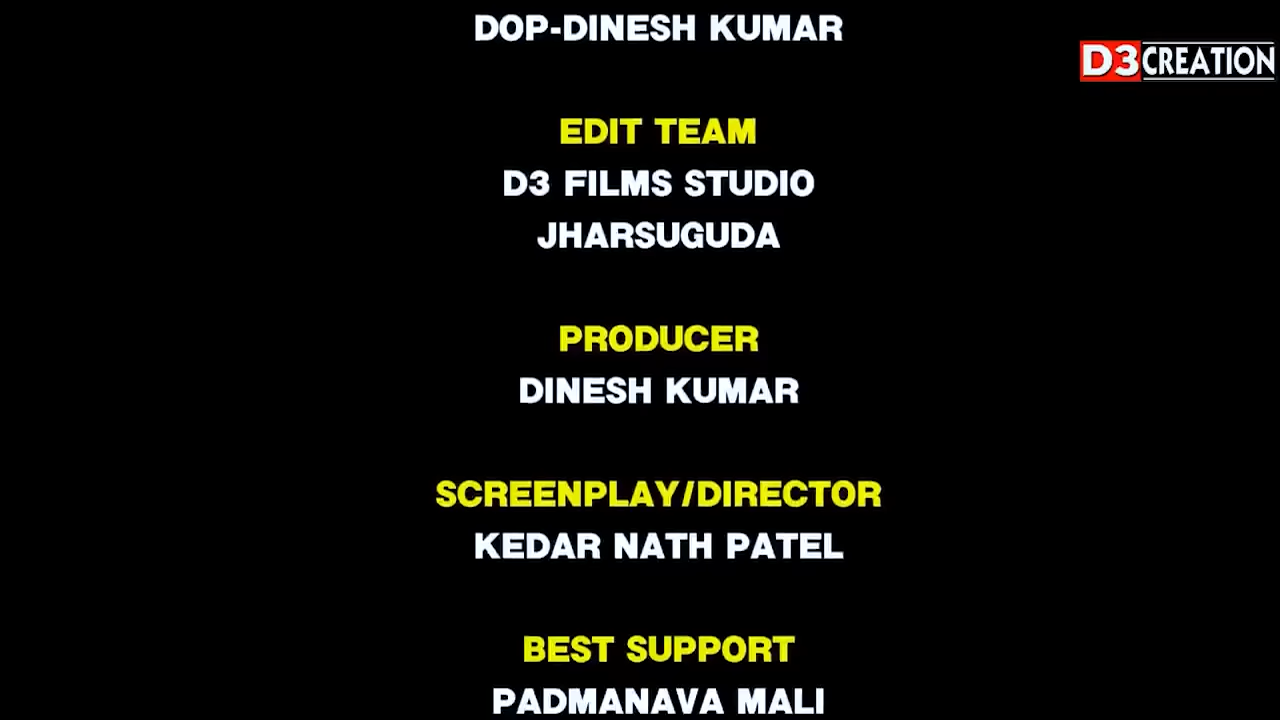 DOP-DINESH KUMAR
D3CREATION
EDIT TEAM
D3 FILMS STUDIO
JHARSUGUDA
PRODUCER
DINESH KUMAR
SCREENPLAY/DIRECTOR
KEDAR NATH PATEL
BEST SUPPORT
PADMANAVA MALI